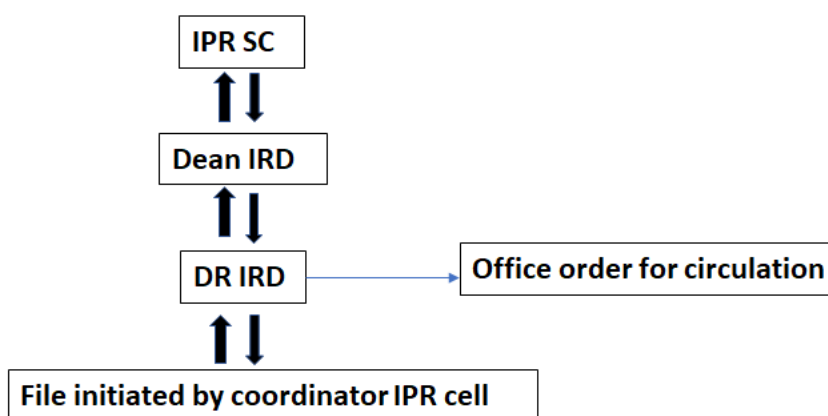 IPR SC
Dean IRD
DR IRD
Office order for circulation
File initiated by coordinator IPR cell